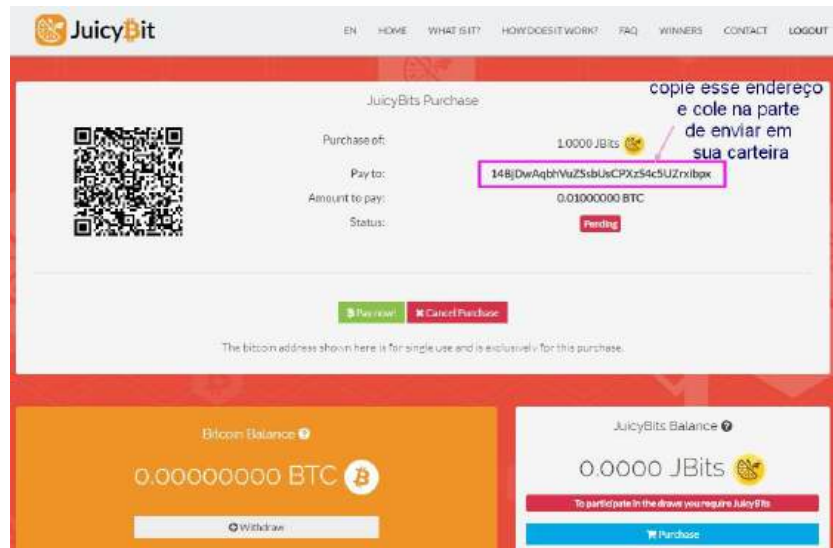 JuicyBit
EN HOME WHAT IS IT? HOW DOES IT WORK? FAQ WINNERS CONTACT LOGOUT
JuicyBits Purchase
copie esse endereço
e cole na parte
de enviar em
sua carteira
Purchase of: 1.0000 JBits
Pay to:
Amount to pay: 0.01000000 BTC
Status: Pending
Pay now! Cancel Purchase
The bitcoin address shown here is for single use and is exclusively for this purchase.
Bitcoin Balance
0.00000000 BTC
Withdraw
JuicyBits Balance
0.0000 JBits
To participate in the draws you require JuicyBits
Purchase